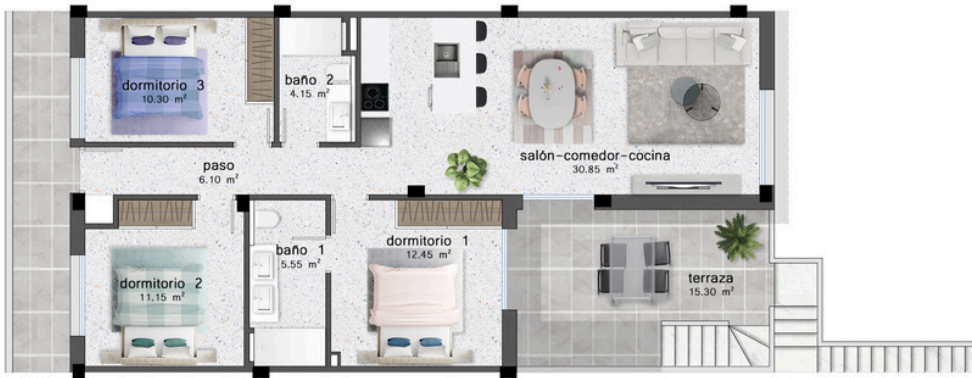 dormitorio 3
10.30 m²
baño 2
4.15 m²
salón-comedor-cocina
30.85 m²
paso
6.10 m²
dormitorio 2
11.15 m²
baño 1
5.55 m²
dormitorio 1
12.45 m²
terraza
15.30 m²